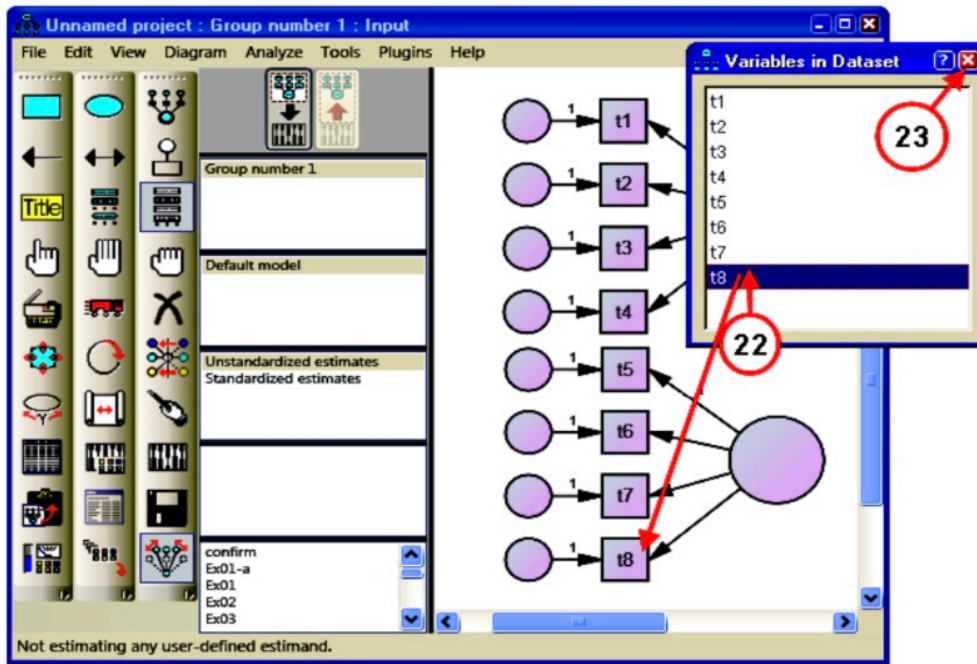 Unnamed project : Group number 1 : Input
File Edit View Diagram Analyze Tools Plugins Help
Title
Group number 1
Default model
Unstandardized estimates
Standardized estimates
confirm
Ex01-a
Ex01
Ex02
Ex03
1 t1
1 t2
1 t3
1 t4
1 t5
1 t6
1 t7
1 t8
Variables in Dataset
t1
t2
t3
t4
t5
t6
t7
t8
23
22
Not estimating any user-defined estimand.